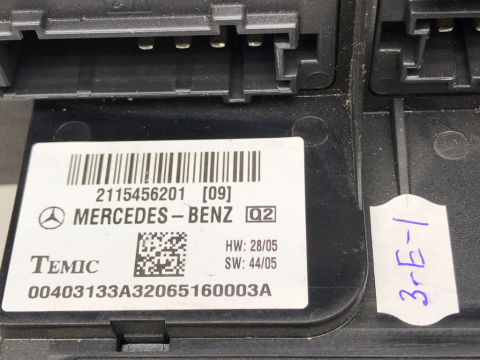 2115456201 [09]
MERCEDES-BENZ Q2
HW: 28/05
TEMIC SW: 44/05
00403133A32065160003A
3rE-1